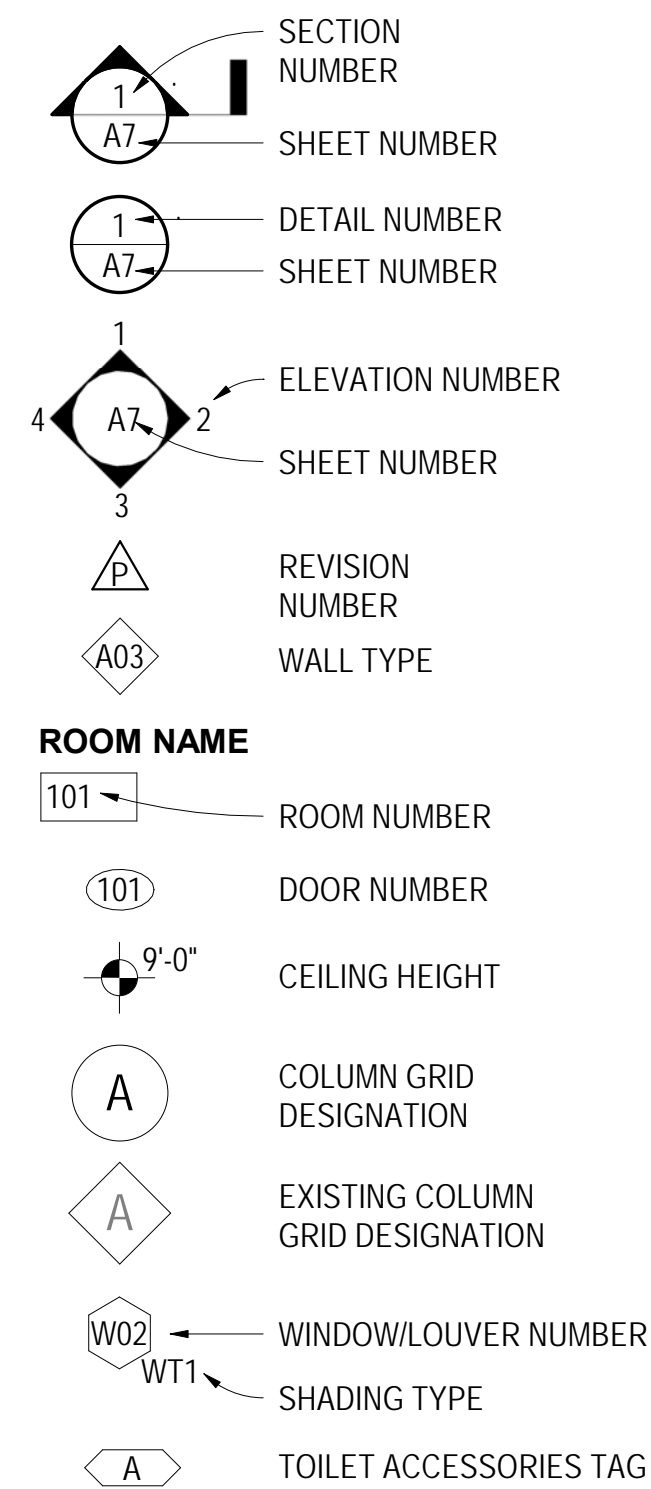 SECTION
NUMBER
1
A7
SHEET NUMBER
1
DETAIL NUMBER
A7
SHEET NUMBER
1
ELEVATION NUMBER
4
A7
2
SHEET NUMBER
3
P
REVISION
NUMBER
A03
WALL TYPE
ROOM NAME
101
ROOM NUMBER
101
DOOR NUMBER
9'-0"
CEILING HEIGHT
A
COLUMN GRID
DESIGNATION
A
EXISTING COLUMN
GRID DESIGNATION
W02
WINDOW/LOUVER NUMBER
WT1
SHADING TYPE
A
TOILET ACCESSORIES TAG